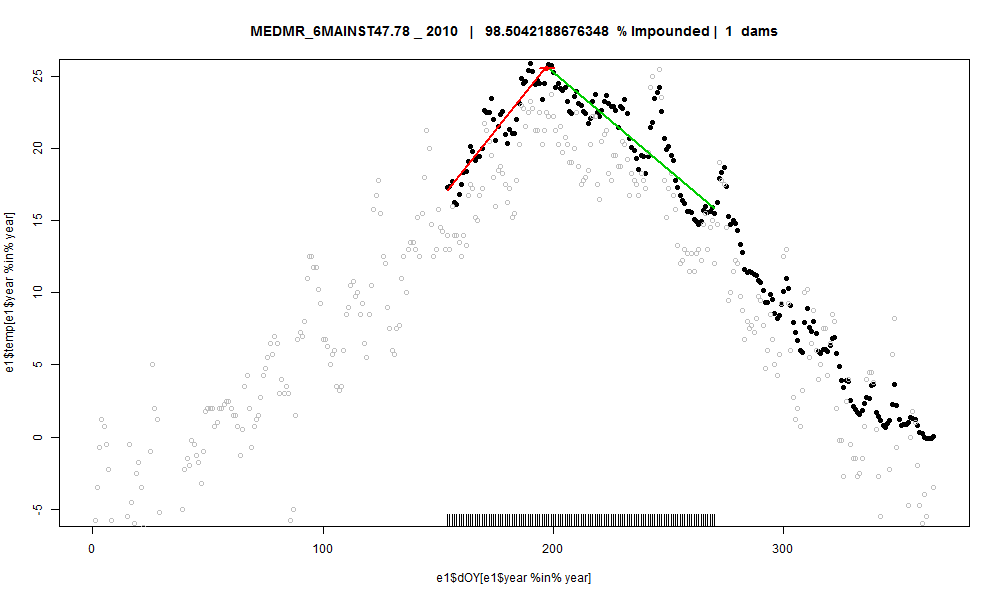 MEDMR_6MAINST47.78 _ 2010 | 98.5042188676348 % Impounded | 1 dams
e1$temp[e1$year %in% year]
25
20
15
10
5
0
-5
0 100 200 300
e1$dOY[e1$year %in% year]